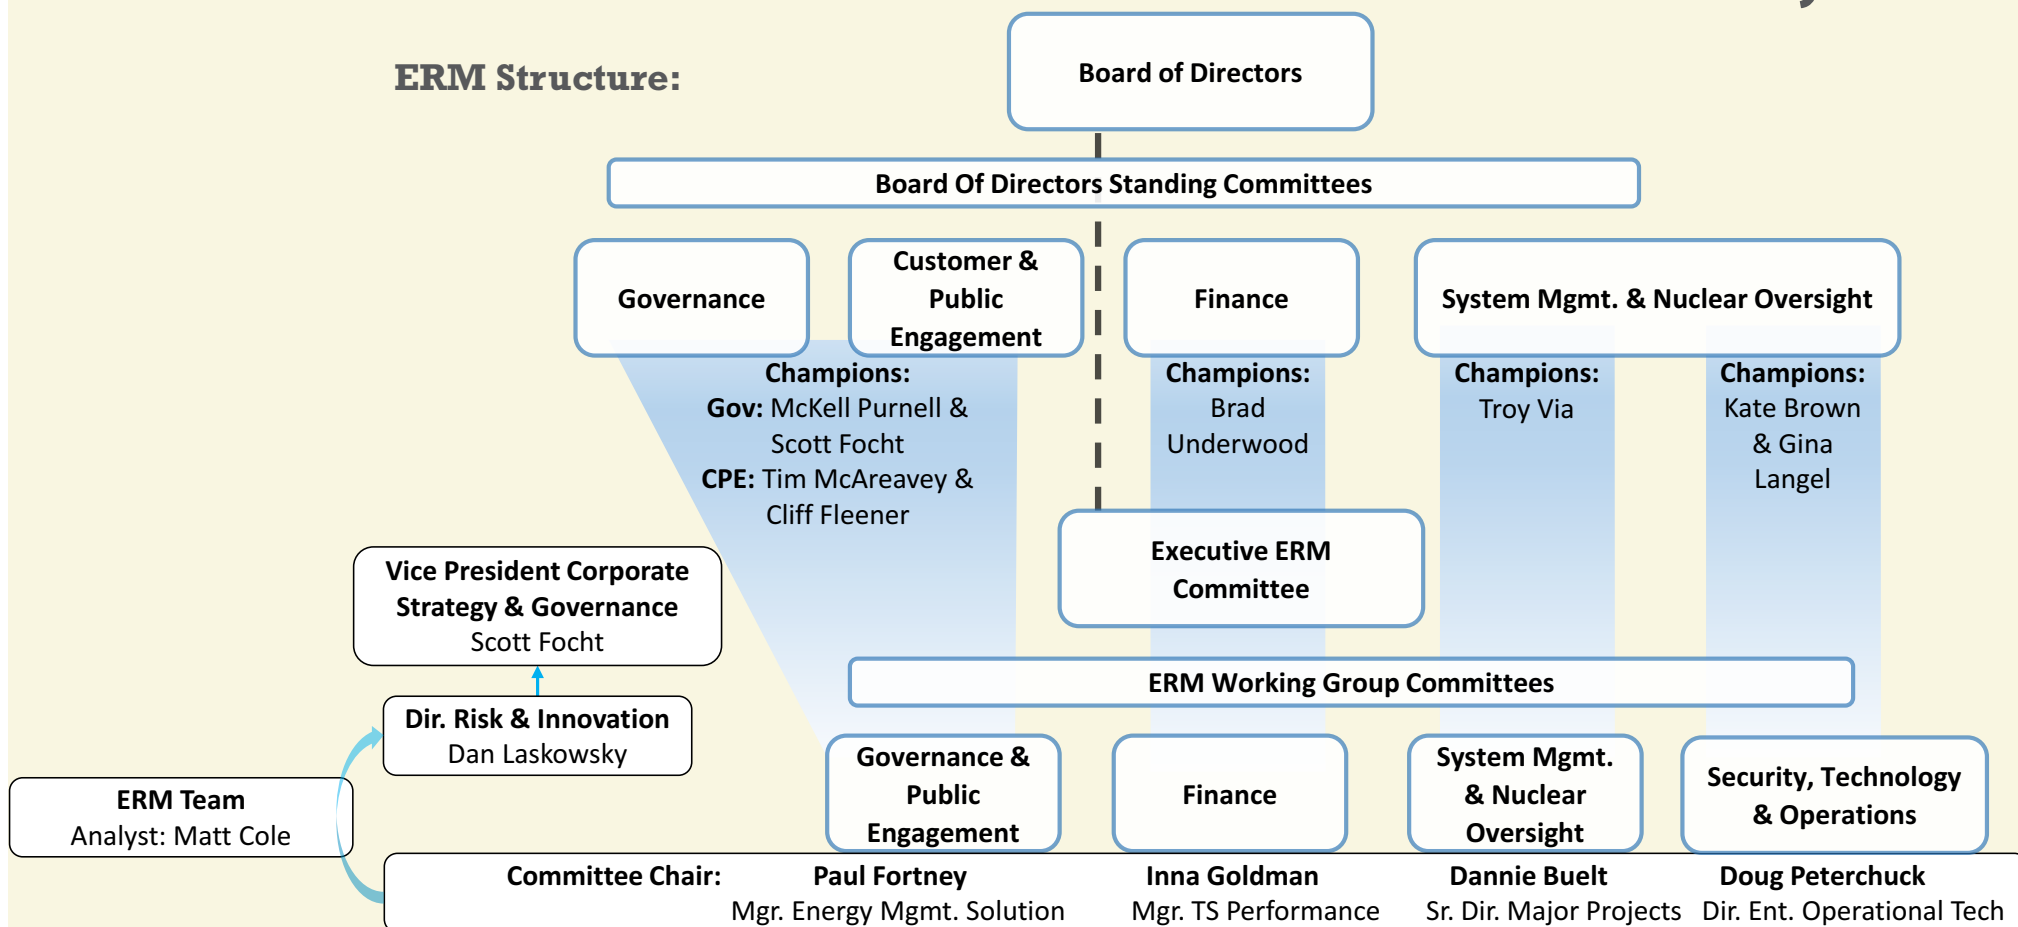 ERM Structure:
Board of Directors
Board Of Directors Standing Committees
Governance
Customer &
Public
Engagement
Finance
System Mgmt. & Nuclear Oversight
Champions:
Gov: McKell Purnell &
Scott Focht
CPE: Tim McAreavey &
Cliff Fleener
Champions:
Brad
Underwood
Champions:
Troy Via
Champions:
Kate Brown
& Gina
Langel
Executive ERM
Committee
Vice President Corporate
Strategy & Governance
Scott Focht
ERM Working Group Committees
Dir. Risk & Innovation
Dan Laskowsky
ERM Team
Analyst: Matt Cole
Governance &
Public
Engagement
Finance
System Mgmt.
& Nuclear
Oversight
Security, Technology
& Operations
Committee Chair:
Paul Fortney
Mgr. Energy Mgmt. Solution
Inna Goldman
Mgr. TS Performance
Dannie Buelt
Sr. Dir. Major Projects
Doug Peterchuck
Dir. Ent. Operational Tech